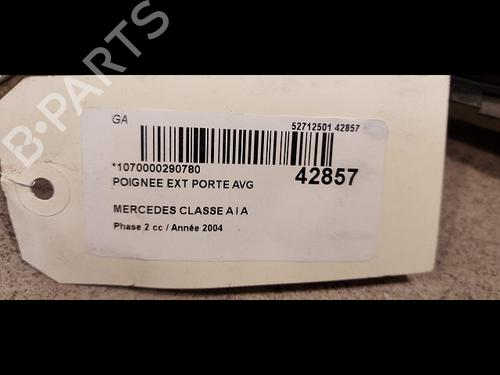 GA
52712501 42857
*1070000290780
42857
POIGNEE EXT PORTE AVG
MERCEDES CLASSE A I A
Phase 2 cc / Année 2004
B-PARTS